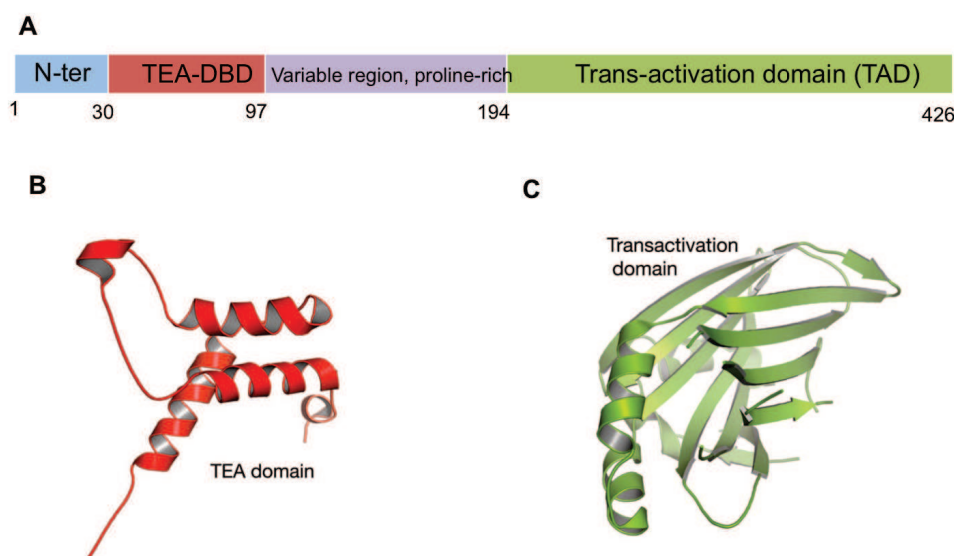 A
N-ter TEA-DBD Variable region, proline-rich Trans-activation domain (TAD)
1 30 97 194 426
B
C
Transactivation
domain
TEA domain